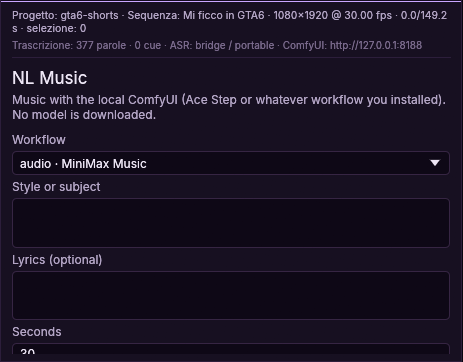 Progetto: gta6-shorts · Sequenza: Mi ficco in GTA6 · 1080×1920 @ 30.00 fps · 0.0/149.2
s · selezione: 0
Trascrizione: 377 parole · 0 cue · ASR: bridge / portable · ComfyUI: http://127.0.0.1:8188
NL Music
Music with the local ComfyUI (Ace Step or whatever workflow you installed).
No model is downloaded.
Workflow
audio · MiniMax Music
Style or subject
Lyrics (optional)
Seconds
30